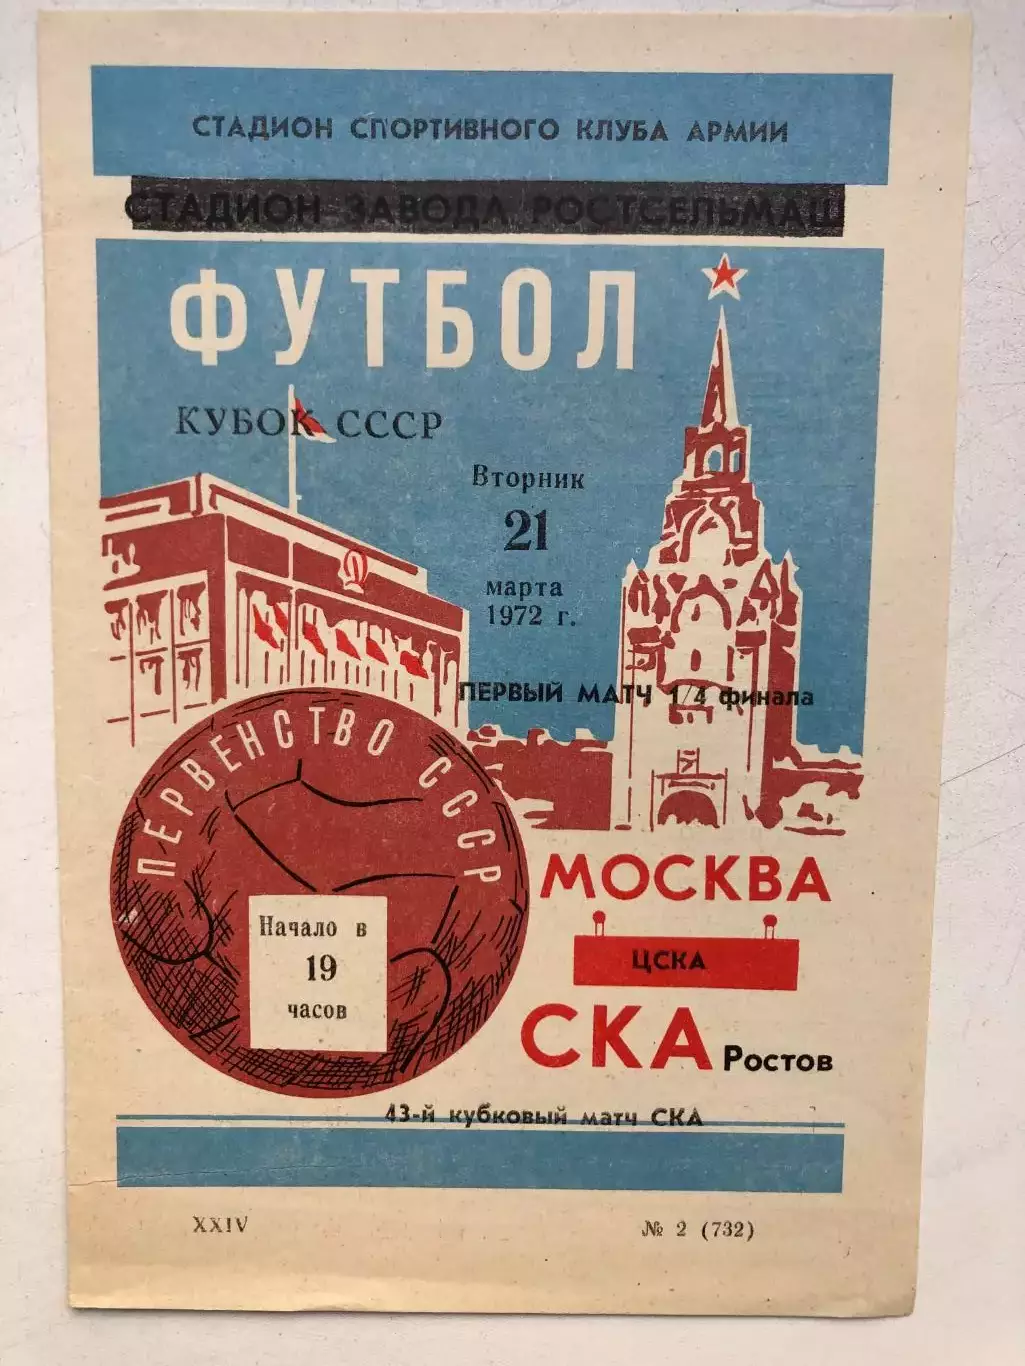 СТАДИОН СПОРТИВНОГО КЛУБА АРМИИ
СТАДИОН ЗАВОДА РОСТСЕЛЬМАШ
ФУТБОЛ
КУБОК СССР
Вторник
21
марта
1972 г.
ПЕРВЫЙ МАТЧ 1/4 финала
ПЕРВЕНСТВО СССР
Начало в
19
часов
МОСКВА
ЦСКА
СКА Ростов
43-й кубковый матч СКА
XXIV № 2 (732)